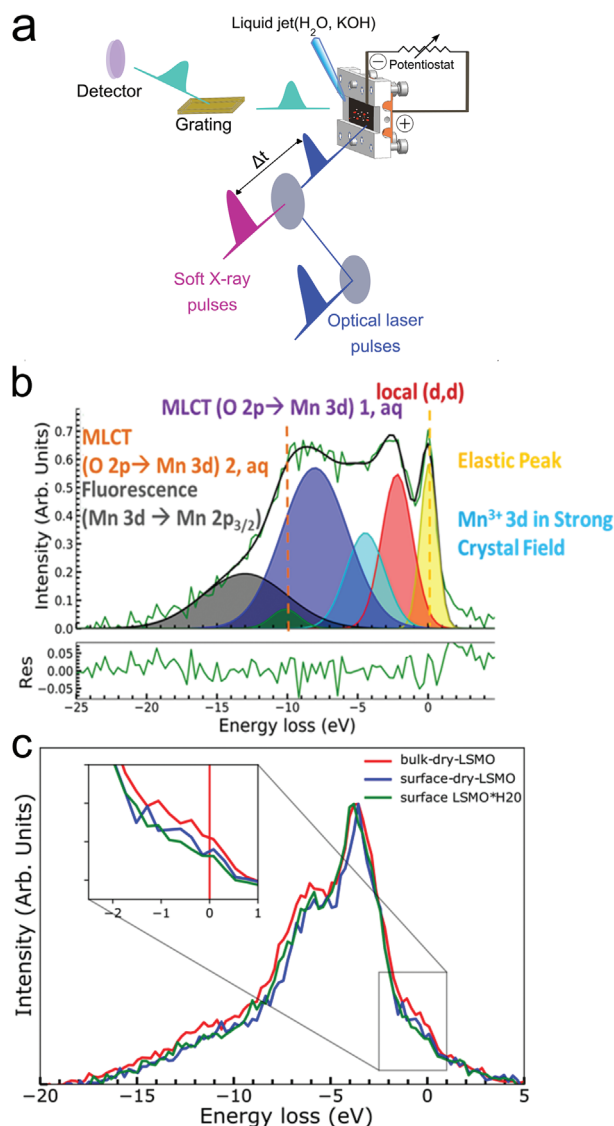 a
Liquid jet(H₂O, KOH)
−
Potentiostat
Detector
Grating
+
Δt
Soft X-ray
pulses
Optical laser
pulses
b
local (d,d)
MLCT (O 2p→ Mn 3d) 1, aq
MLCT
(O 2p→ Mn 3d) 2, aq
Fluorescence
(Mn 3d → Mn 2p3/2)
Elastic Peak
Mn³⁺ 3d in Strong
Crystal Field
Intensity (Arb. Units)
0.7
0.6
0.5
0.4
0.3
0.2
0.1
0.0
Res
0.05
0.00
−0.05
−25 −20 −15 −10 −5 0
Energy loss (eV)
c
bulk-dry-LSMO
surface-dry-LSMO
surface LSMO*H20
−2 −1 0 1
Intensity (Arb. Units)
−20 −15 −10 −5 0 5
Energy loss (eV)